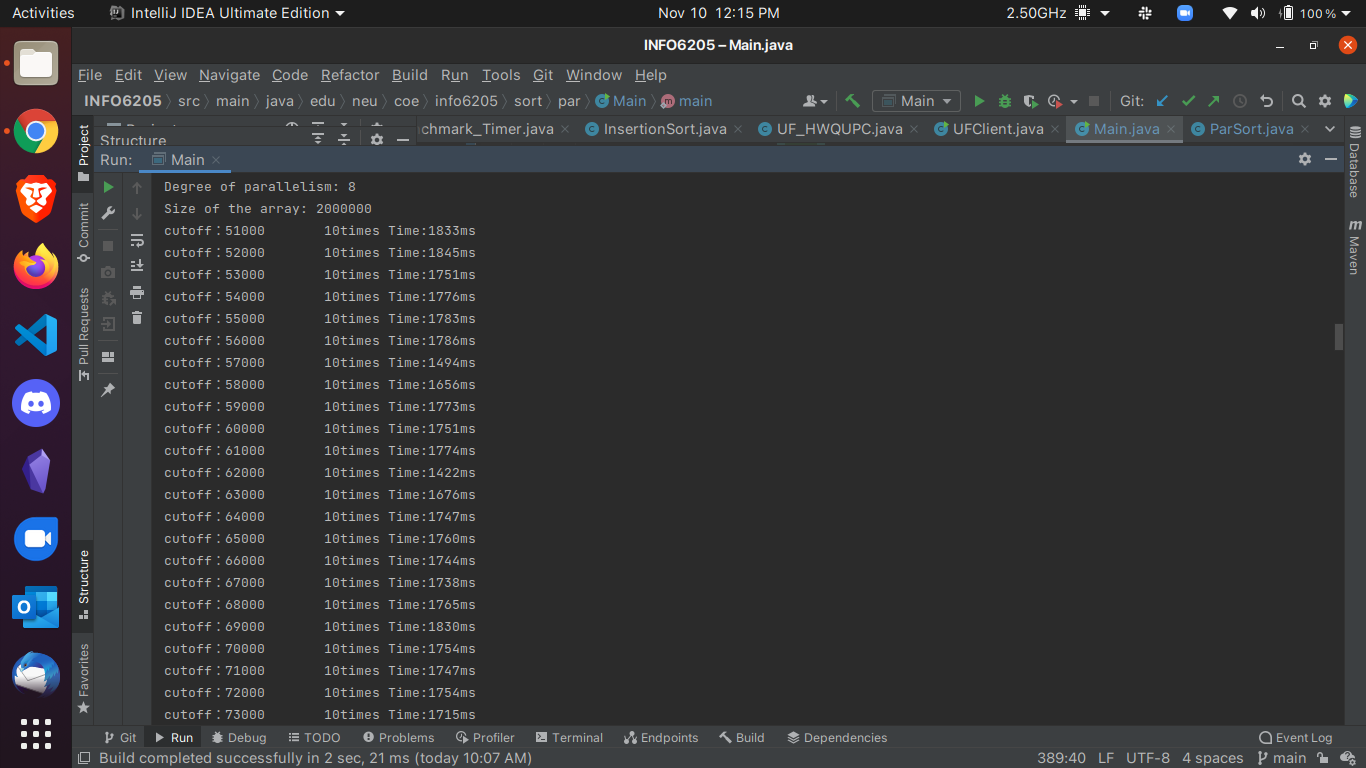 Activities IntelliJ IDEA Ultimate Edition Nov 10 12:15 PM 2.50GHz 100 %
INFO6205 – Main.java
File Edit View Navigate Code Refactor Build Run Tools Git Window Help
INFO6205 src main java edu neu coe info6205 sort par Main main Main Git:
chmark_Timer.java InsertionSort.java UF_HWQUPC.java UFClient.java Main.java ParSort.java
Structure
Run: Main
Degree of parallelism: 8
Size of the array: 2000000
cutoff：51000 10times Time:1833ms
cutoff：52000 10times Time:1845ms
cutoff：53000 10times Time:1751ms
cutoff：54000 10times Time:1776ms
cutoff：55000 10times Time:1783ms
cutoff：56000 10times Time:1786ms
cutoff：57000 10times Time:1494ms
cutoff：58000 10times Time:1656ms
cutoff：59000 10times Time:1773ms
cutoff：60000 10times Time:1751ms
cutoff：61000 10times Time:1774ms
cutoff：62000 10times Time:1422ms
cutoff：63000 10times Time:1676ms
cutoff：64000 10times Time:1747ms
cutoff：65000 10times Time:1760ms
cutoff：66000 10times Time:1744ms
cutoff：67000 10times Time:1738ms
cutoff：68000 10times Time:1765ms
cutoff：69000 10times Time:1830ms
cutoff：70000 10times Time:1754ms
cutoff：71000 10times Time:1747ms
cutoff：72000 10times Time:1754ms
cutoff：73000 10times Time:1715ms
Project
Commit
Pull Requests
Structure
Favorites
Database
m Maven
Git Run Debug TODO Problems Profiler Terminal Endpoints Build Dependencies Event Log
Build completed successfully in 2 sec, 21 ms (today 10:07 AM) 389:40 LF UTF-8 4 spaces main